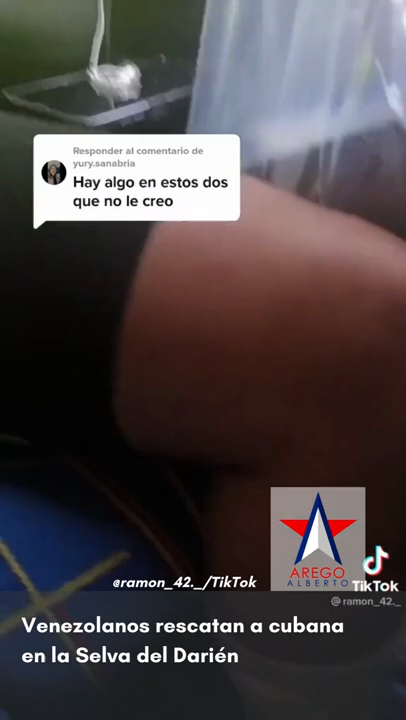 Responder al comentario de
yury.sanabria
Hay algo en estos dos
que no le creo
AREGO
ALBERTO
@ramon_42._/TikTok
TikTok
@ramon_42._
Venezolanos rescatan a cubana
en la Selva del Darién